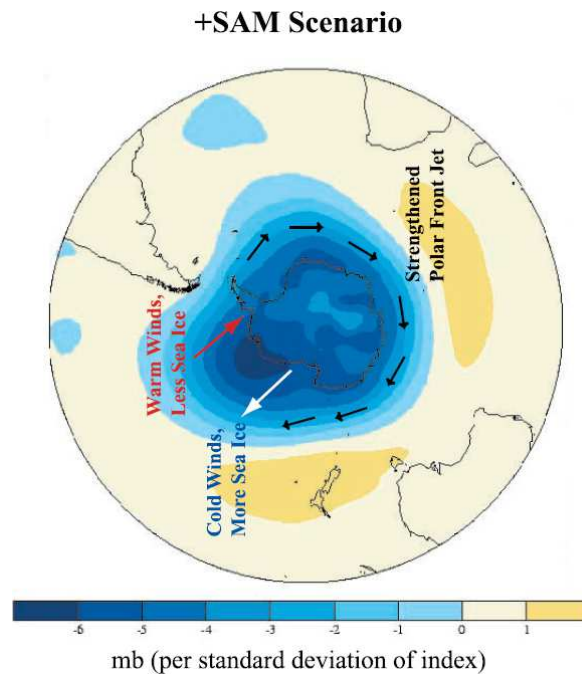 +SAM Scenario
Strengthened
Polar Front Jet
Warm Winds,
Less Sea Ice
Cold Winds,
More Sea Ice
-6 -5 -4 -3 -2 -1 0 1
mb (per standard deviation of index)